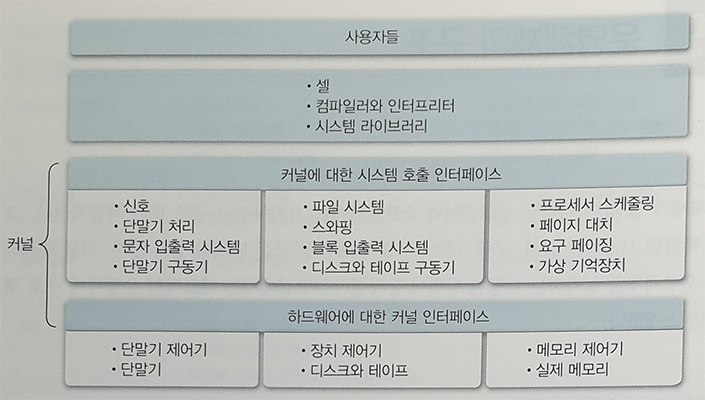 사용자들
• 셸
• 컴파일러와 인터프리터
• 시스템 라이브러리
커널
커널에 대한 시스템 호출 인터페이스
• 신호
• 단말기 처리
• 문자 입출력 시스템
• 단말기 구동기
• 파일 시스템
• 스와핑
• 블록 입출력 시스템
• 디스크와 테이프 구동기
• 프로세서 스케줄링
• 페이지 대치
• 요구 페이징
• 가상 기억장치
하드웨어에 대한 커널 인터페이스
• 단말기 제어기
• 단말기
• 장치 제어기
• 디스크와 테이프
• 메모리 제어기
• 실제 메모리